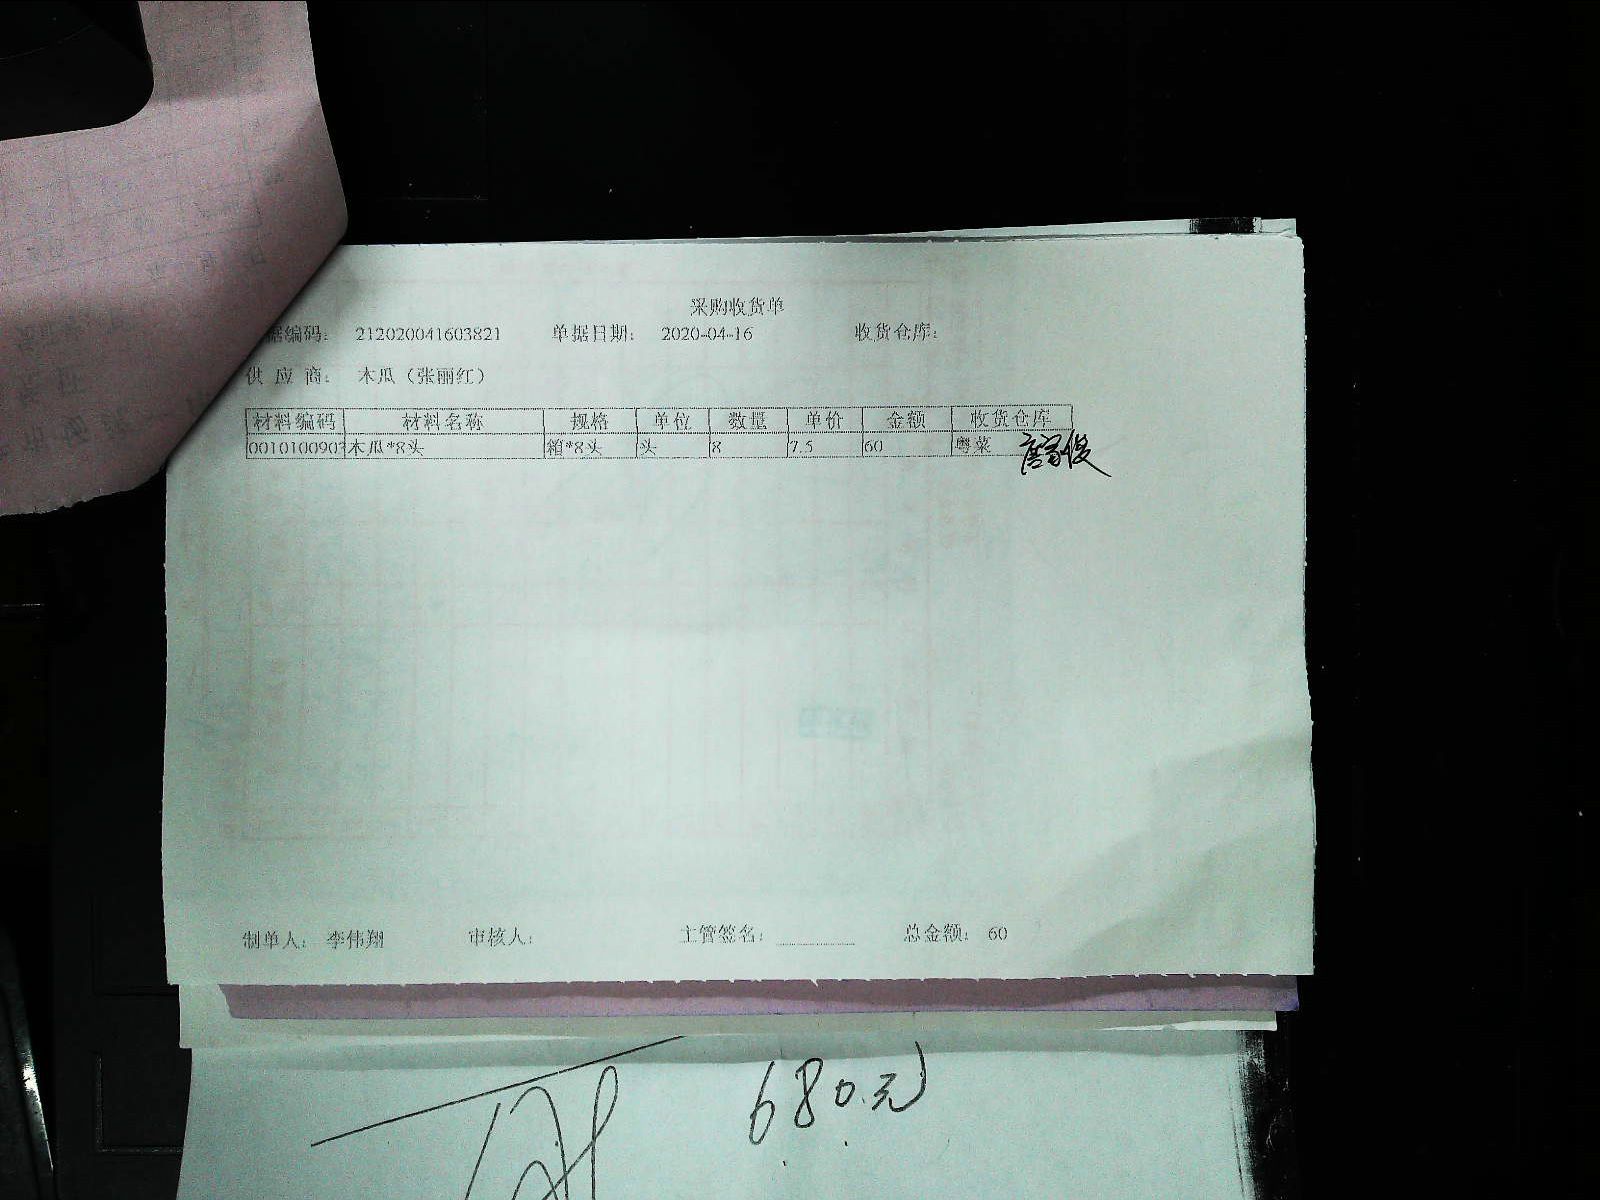 采购收货单
据编码： 212020041603821 单据日期： 2020-04-16 收货仓库：
供 应 商： 木瓜（张丽红）
材料编码 材料名称 规格 单位 数量 单价 金额 收货仓库
001010090 木瓜*8头 箱*8头 头 8 7.5 60 粤菜
制单人： 李伟翔 审核人： 主管签名： 总金额： 60
680.元